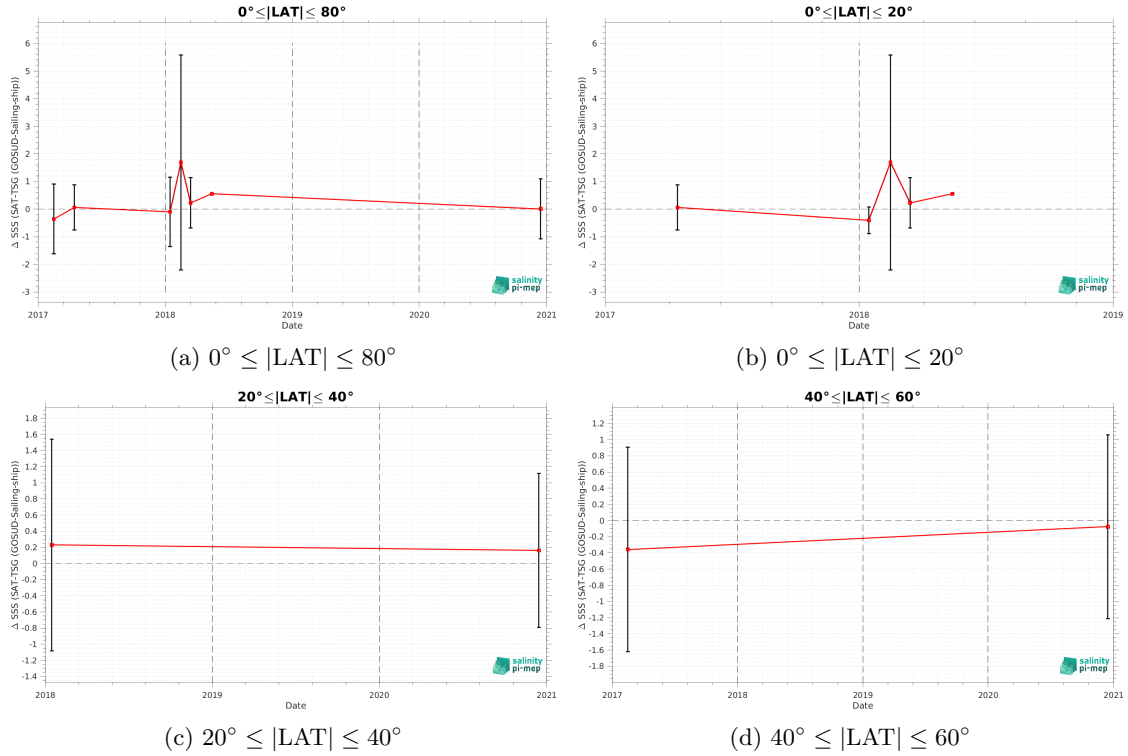 0°≤|LAT|≤ 80°
Δ SSS (SAT-TSG (GOSUD-Sailing-ship))
6
5
4
3
2
1
0
-1
-2
-3
2017
2018
2019
2020
2021
Date
salinity
pi-mep
(a) 0° ≤ |LAT| ≤ 80°
0°≤|LAT|≤ 20°
Δ SSS (SAT-TSG (GOSUD-Sailing-ship))
6
5
4
3
2
1
0
-1
-2
-3
2017
2018
2019
Date
salinity
pi-mep
(b) 0° ≤ |LAT| ≤ 20°
20°≤|LAT|≤ 40°
Δ SSS (SAT-TSG (GOSUD-Sailing-ship))
1.8
1.6
1.4
1.2
1
0.8
0.6
0.4
0.2
0
-0.2
-0.4
-0.6
-0.8
-1
-1.2
-1.4
2018
2019
2020
2021
Date
salinity
pi-mep
(c) 20° ≤ |LAT| ≤ 40°
40°≤|LAT|≤ 60°
Δ SSS (SAT-TSG (GOSUD-Sailing-ship))
1.2
1
0.8
0.6
0.4
0.2
0
-0.2
-0.4
-0.6
-0.8
-1
-1.2
-1.4
-1.6
-1.8
2017
2018
2019
2020
2021
Date
salinity
pi-mep
(d) 40° ≤ |LAT| ≤ 60°